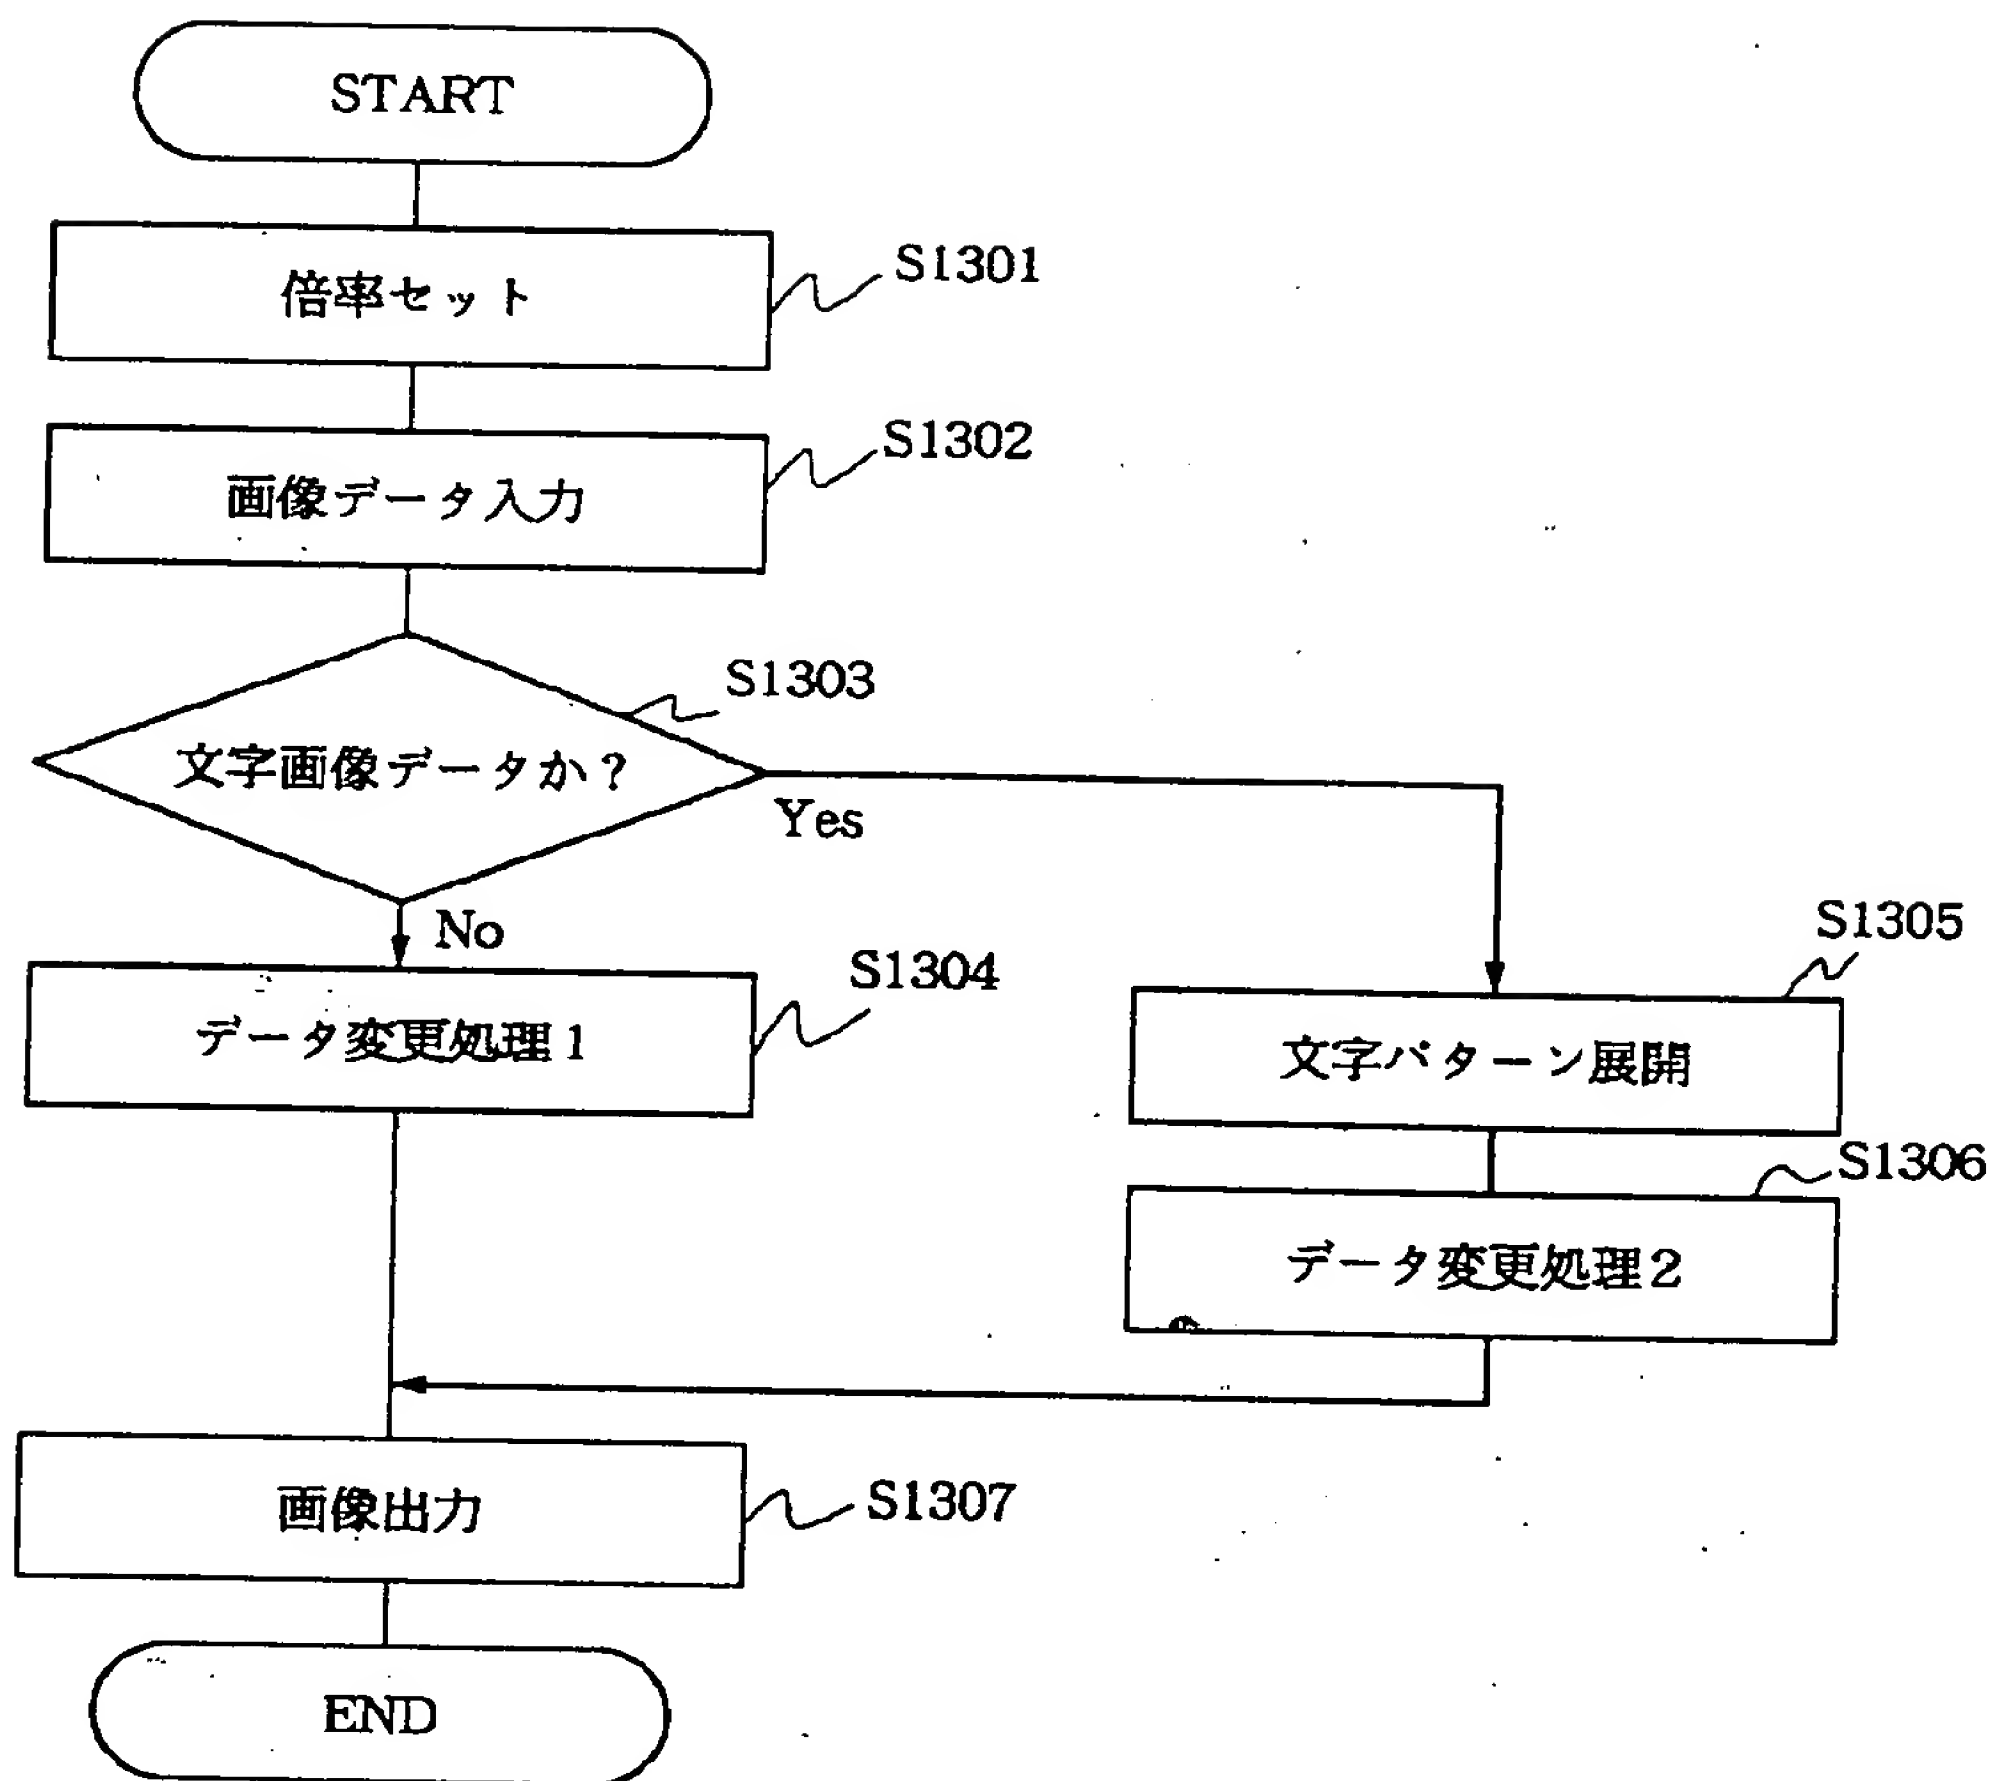 START
倍率セット
S1301
画像データ入力
S1302
文字画像データか?
S1303
Yes
No
データ変更処理1
S1304
文字パターン展開
S1305
データ変更処理2
S1306
画像出力
S1307
END